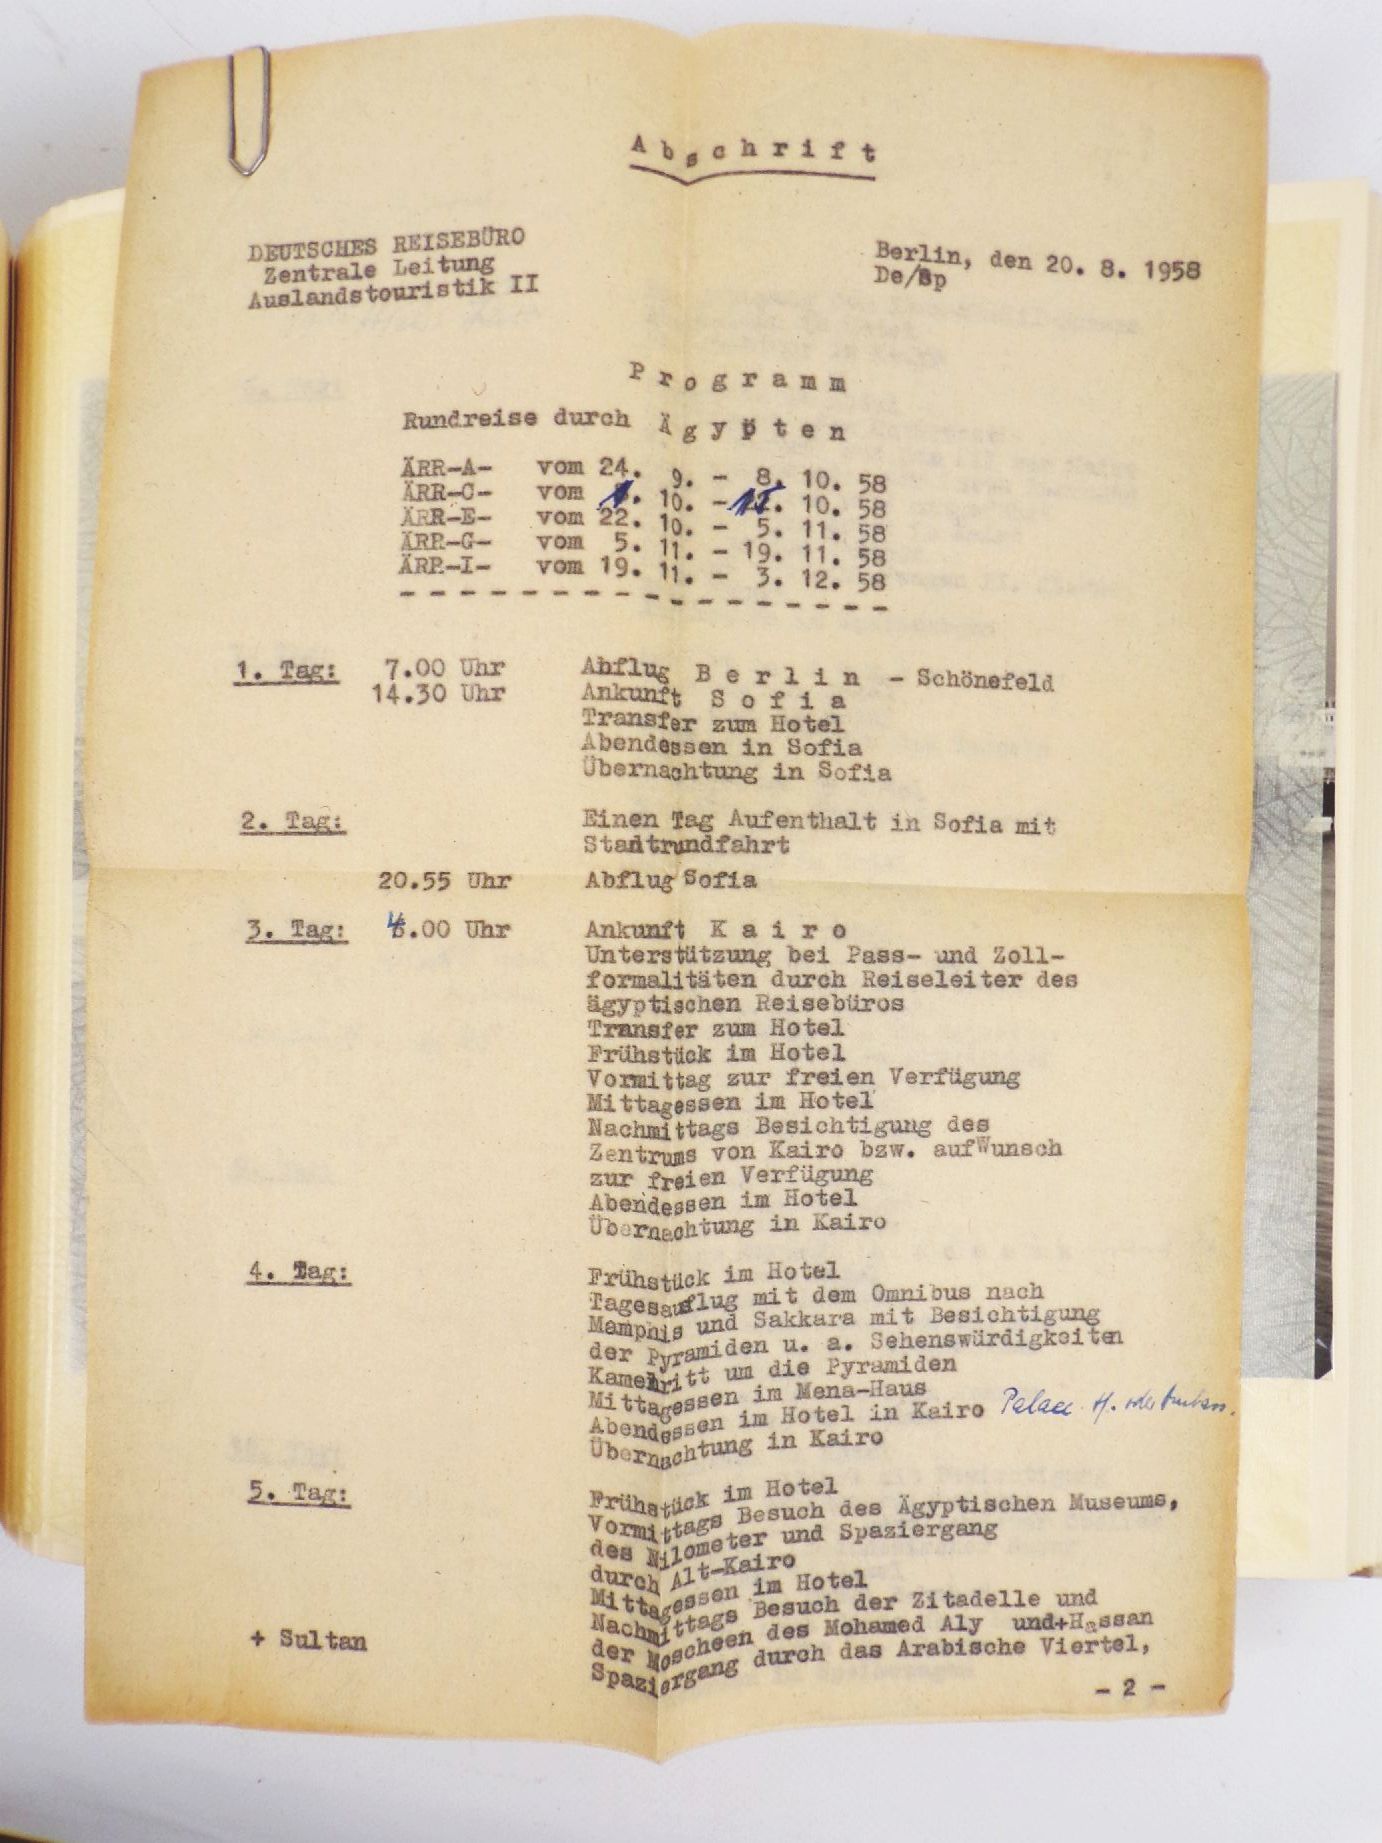 Abschrift
DEUTSCHES REISEBÜRO
Zentrale Leitung
Auslandstouristik II
Berlin, den 20. 8. 1958
De/Sp
Programm
Rundreise durch Ägypten
ÄRR-A- vom 24. 9. - 8. 10. 58
ÄRR-C- vom 1. 10. - 15. 10. 58
ÄRR-E- vom 22. 10. - 5. 11. 58
ÄRR-G- vom 5. 11. - 19. 11. 58
ÄRR-I- vom 19. 11. - 3. 12. 58
1. Tag: 7.00 Uhr Abflug Berlin - Schönefeld
14.30 Uhr Ankunft Sofia
Transfer zum Hotel
Abendessen in Sofia
Übernachtung in Sofia
2. Tag: Einen Tag Aufenthalt in Sofia mit
Stadtrundfahrt
20.55 Uhr Abflug Sofia
3. Tag: 4.00 Uhr Ankunft Kairo
Unterstützung bei Pass- und Zoll-
formalitäten durch Reiseleiter des
ägyptischen Reisebüros
Transfer zum Hotel
Frühstück im Hotel
Vormittag zur freien Verfügung
Mittagessen im Hotel
Nachmittags Besichtigung des
Zentrums von Kairo bzw. auf Wunsch
zur freien Verfügung
Abendessen im Hotel
Übernachtung in Kairo
4. Tag: Frühstück im Hotel
Tagesausflug mit dem Omnibus nach
Memphis und Sakkara mit Besichtigung
der Pyramiden u. a. Sehenswürdigkeiten
Kamelritt um die Pyramiden
Mittagessen im Mena-Haus
Abendessen im Hotel in Kairo Palace H. oder
Übernachtung in Kairo
5. Tag: Frühstück im Hotel
Vormittags Besuch des Ägyptischen Museums,
des Nilometer und Spaziergang
durch Alt-Kairo
Mittagessen im Hotel
Nachmittags Besuch der Zitadelle und
der Moscheen des Mohamed Aly und+Hassan
+ Sultan
Spaziergang durch das Arabische Viertel,
- 2 -